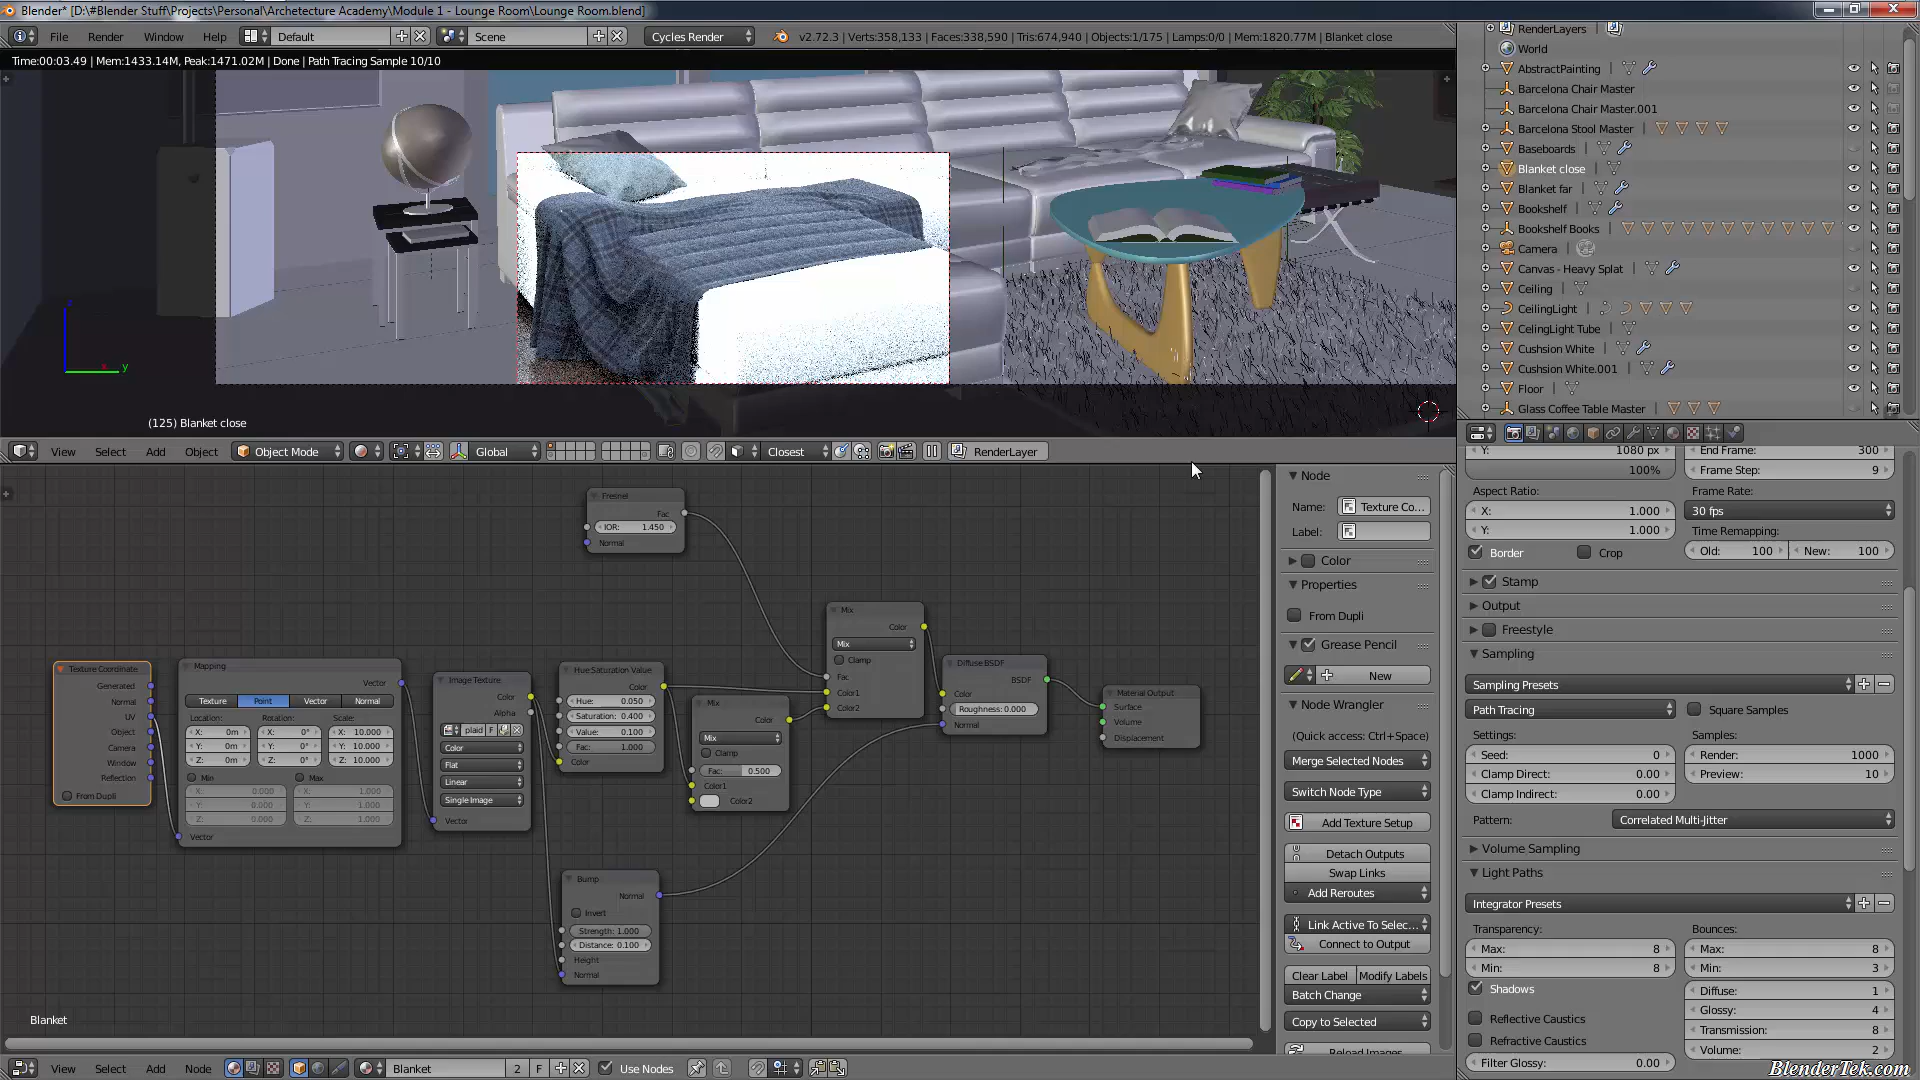 Blender* [D:\#Blender Stuff\Projects\Personal\Archetecture Academy\Module 1 - Lounge Room\Lounge Room.blend]
File Render Window Help Default Scene Cycles Render v2.72.3 | Verts:358,133 | Faces:338,590 | Tris:674,940 | Objects:1/175 | Lamps:0/0 | Mem:1820.77M | Blanket close
Time:00:03.49 | Mem:1433.14M, Peak:1471.02M | Done | Path Tracing Sample 10/10
z
x
y
(125) Blanket close
View Select Add Object Object Mode Global Closest RenderLayer
RenderLayers
World
AbstractPainting
Barcelona Chair Master
Barcelona Chair Master.001
Barcelona Stool Master
Baseboards
Blanket close
Blanket far
Bookshelf
Bookshelf Books
Camera
Canvas - Heavy Splat
Ceiling
CeilingLight
CelingLight Tube
Cushsion White
Cushsion White.001
Floor
Glass Coffee Table Master
Fresnel
Fac
IOR: 1.450
Normal
Texture Coordinate
Generated
Normal
UV
Object
Camera
Window
Reflection
From Dupli
Mapping
Vector
Texture Point Vector Normal
Location: Rotation: Scale:
X: 0m X: 0° X: 10.000
Y: 0m Y: 0° Y: 10.000
Z: 0m Z: 0° Z: 10.000
Min Max
X: 0.000 X: 1.000
Y: 0.000 Y: 1.000
Z: 0.000 Z: 1.000
Vector
Image Texture
Color
Alpha
plaid F
Color
Flat
Linear
Single Image
Vector
Hue Saturation Value
Color
Hue: 0.050
Saturation: 0.400
Value: 0.100
Fac: 1.000
Color
Mix
Color
Mix
Clamp
Fac: 0.500
Color1
Color2
Mix
Color
Mix
Clamp
Fac
Color1
Color2
Diffuse BSDF
BSDF
Color
Roughness: 0.000
Normal
Material Output
Surface
Volume
Displacement
Bump
Normal
Invert
Strength: 1.000
Distance: 0.100
Height
Normal
Blanket
View Select Add Node Blanket 2 F Use Nodes
Node
Name: Texture Co...
Label:
Color
Properties
From Dupli
Grease Pencil
New
Node Wrangler
(Quick access: Ctrl+Space)
Merge Selected Nodes
Switch Node Type
Add Texture Setup
Detach Outputs
Swap Links
Add Reroutes
Link Active To Selec...
Connect to Output
Clear Label Modify Labels
Batch Change
Copy to Selected
Reload Images
Y: 1080 px End Frame: 300
100% Frame Step: 9
Aspect Ratio: Frame Rate:
X: 1.000 30 fps
Y: 1.000 Time Remapping:
Border Crop Old: 100 New: 100
Stamp
Output
Freestyle
Sampling
Sampling Presets
Path Tracing Square Samples
Settings: Samples:
Seed: 0 Render: 1000
Clamp Direct: 0.00 Preview: 10
Clamp Indirect: 0.00
Pattern: Correlated Multi-Jitter
Volume Sampling
Light Paths
Integrator Presets
Transparency: Bounces:
Max: 8 Max: 8
Min: 8 Min: 3
Shadows Diffuse: 1
Glossy: 4
Reflective Caustics Transmission: 8
Refractive Caustics Volume: 2
Filter Glossy: 0.00
BlenderTek.com